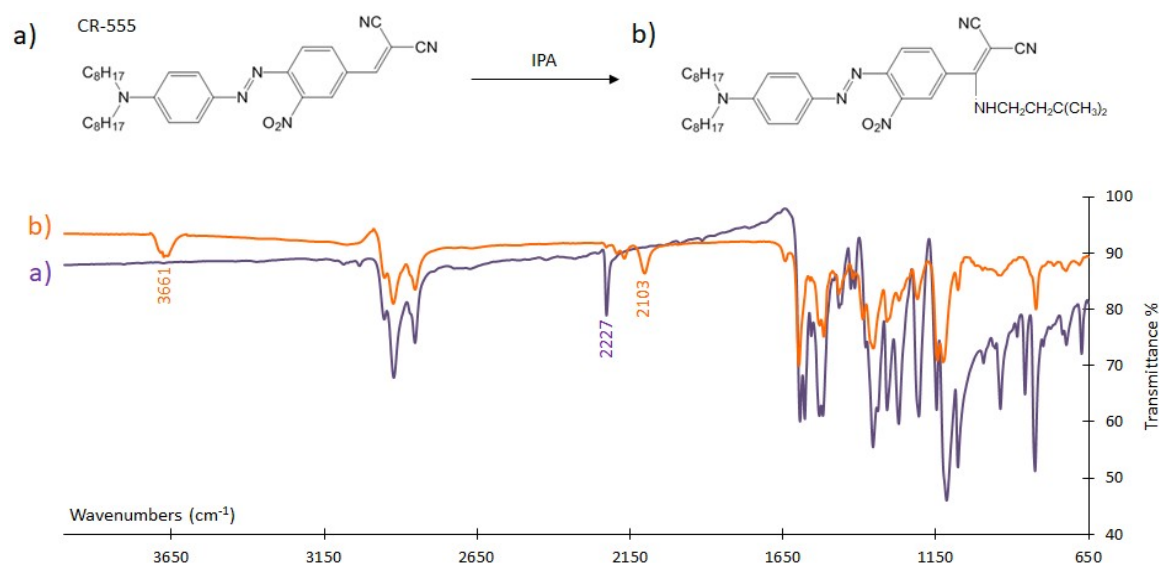 a) CR-555
NC
CN
C₈H₁₇
N
C₈H₁₇
N
N
O₂N
IPA
b)
NC
CN
C₈H₁₇
N
C₈H₁₇
N
N
O₂N
NHCH₂CH₂C(CH₃)₂
b)
a)
3661
2227
2103
100
90
80
70
60
50
40
Transmittance %
Wavenumbers (cm⁻¹)
3650 3150 2650 2150 1650 1150 650